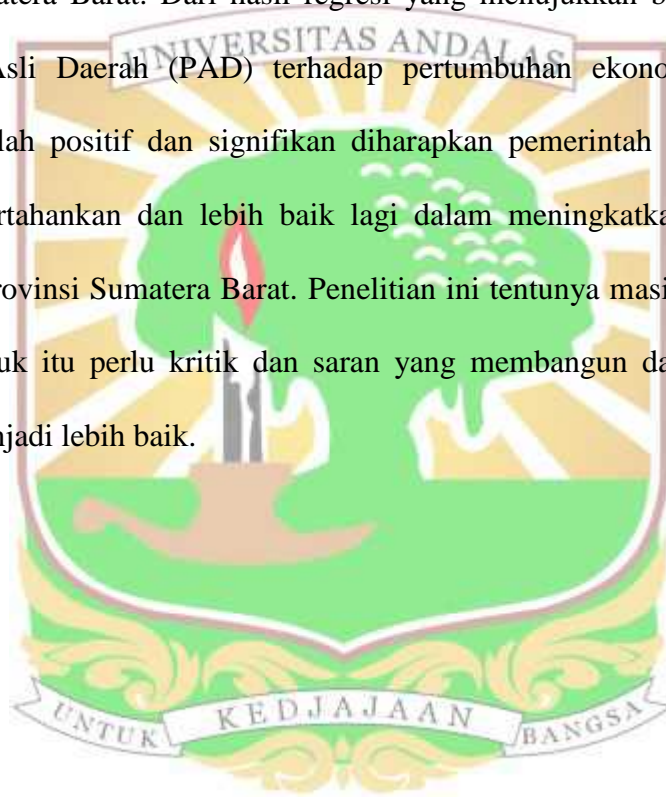 atera Barat. Dari hasil regresi yang menujukkan b
UNIVERSITAS ANDALAS
Asli Daerah (PAD) terhadap pertumbuhan ekono
lah positif dan signifikan diharapkan pemerintah
rtahankan dan lebih baik lagi dalam meningkatka
rovinsi Sumatera Barat. Penelitian ini tentunya masi
uk itu perlu kritik dan saran yang membangun da
njadi lebih baik.
UNTUK KEDJAJAAN BANGSA